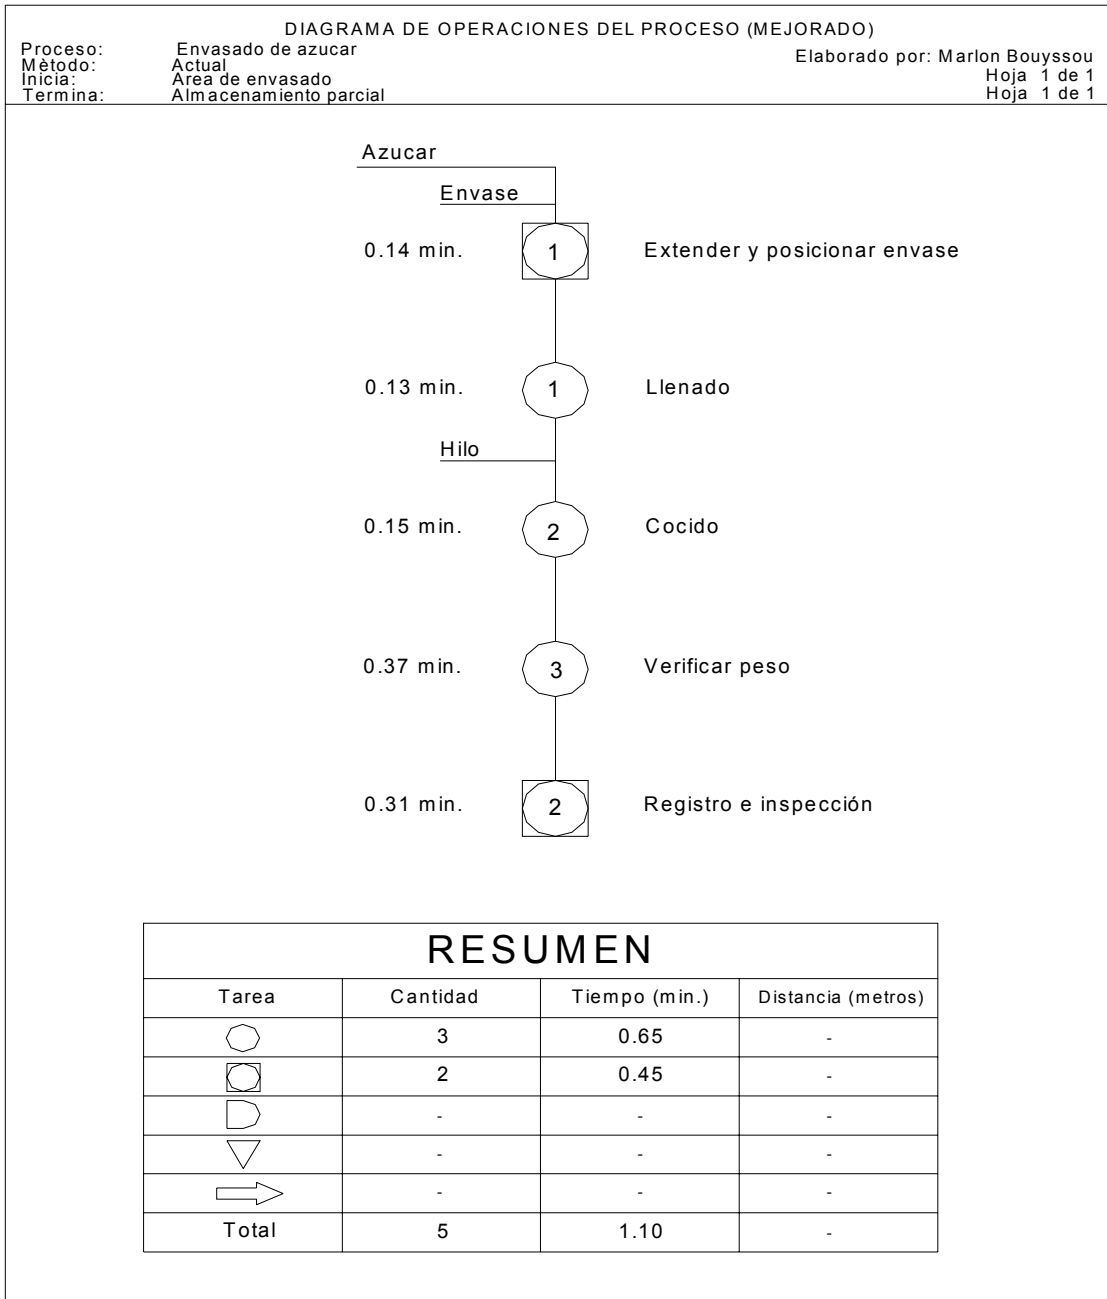 DIAGRAMA DE OPERACIONES DEL PROCESO (MEJORADO)
Proceso: Envasado de azucar
Mètodo: Actual
Inicia: Area de envasado
Termina: Almacenamiento parcial
Elaborado por: Marlon Bouyssou
Hoja 1 de 1
Hoja 1 de 1
Azucar
Envase
0.14 min. 1 Extender y posicionar envase
0.13 min. 1 Llenado
Hilo
0.15 min. 2 Cocido
0.37 min. 3 Verificar peso
0.31 min. 2 Registro e inspección
RESUMEN
Tarea Cantidad Tiempo (min.) Distancia (metros)
3 0.65 -
2 0.45 -
- - -
- - -
- - -
Total 5 1.10 -